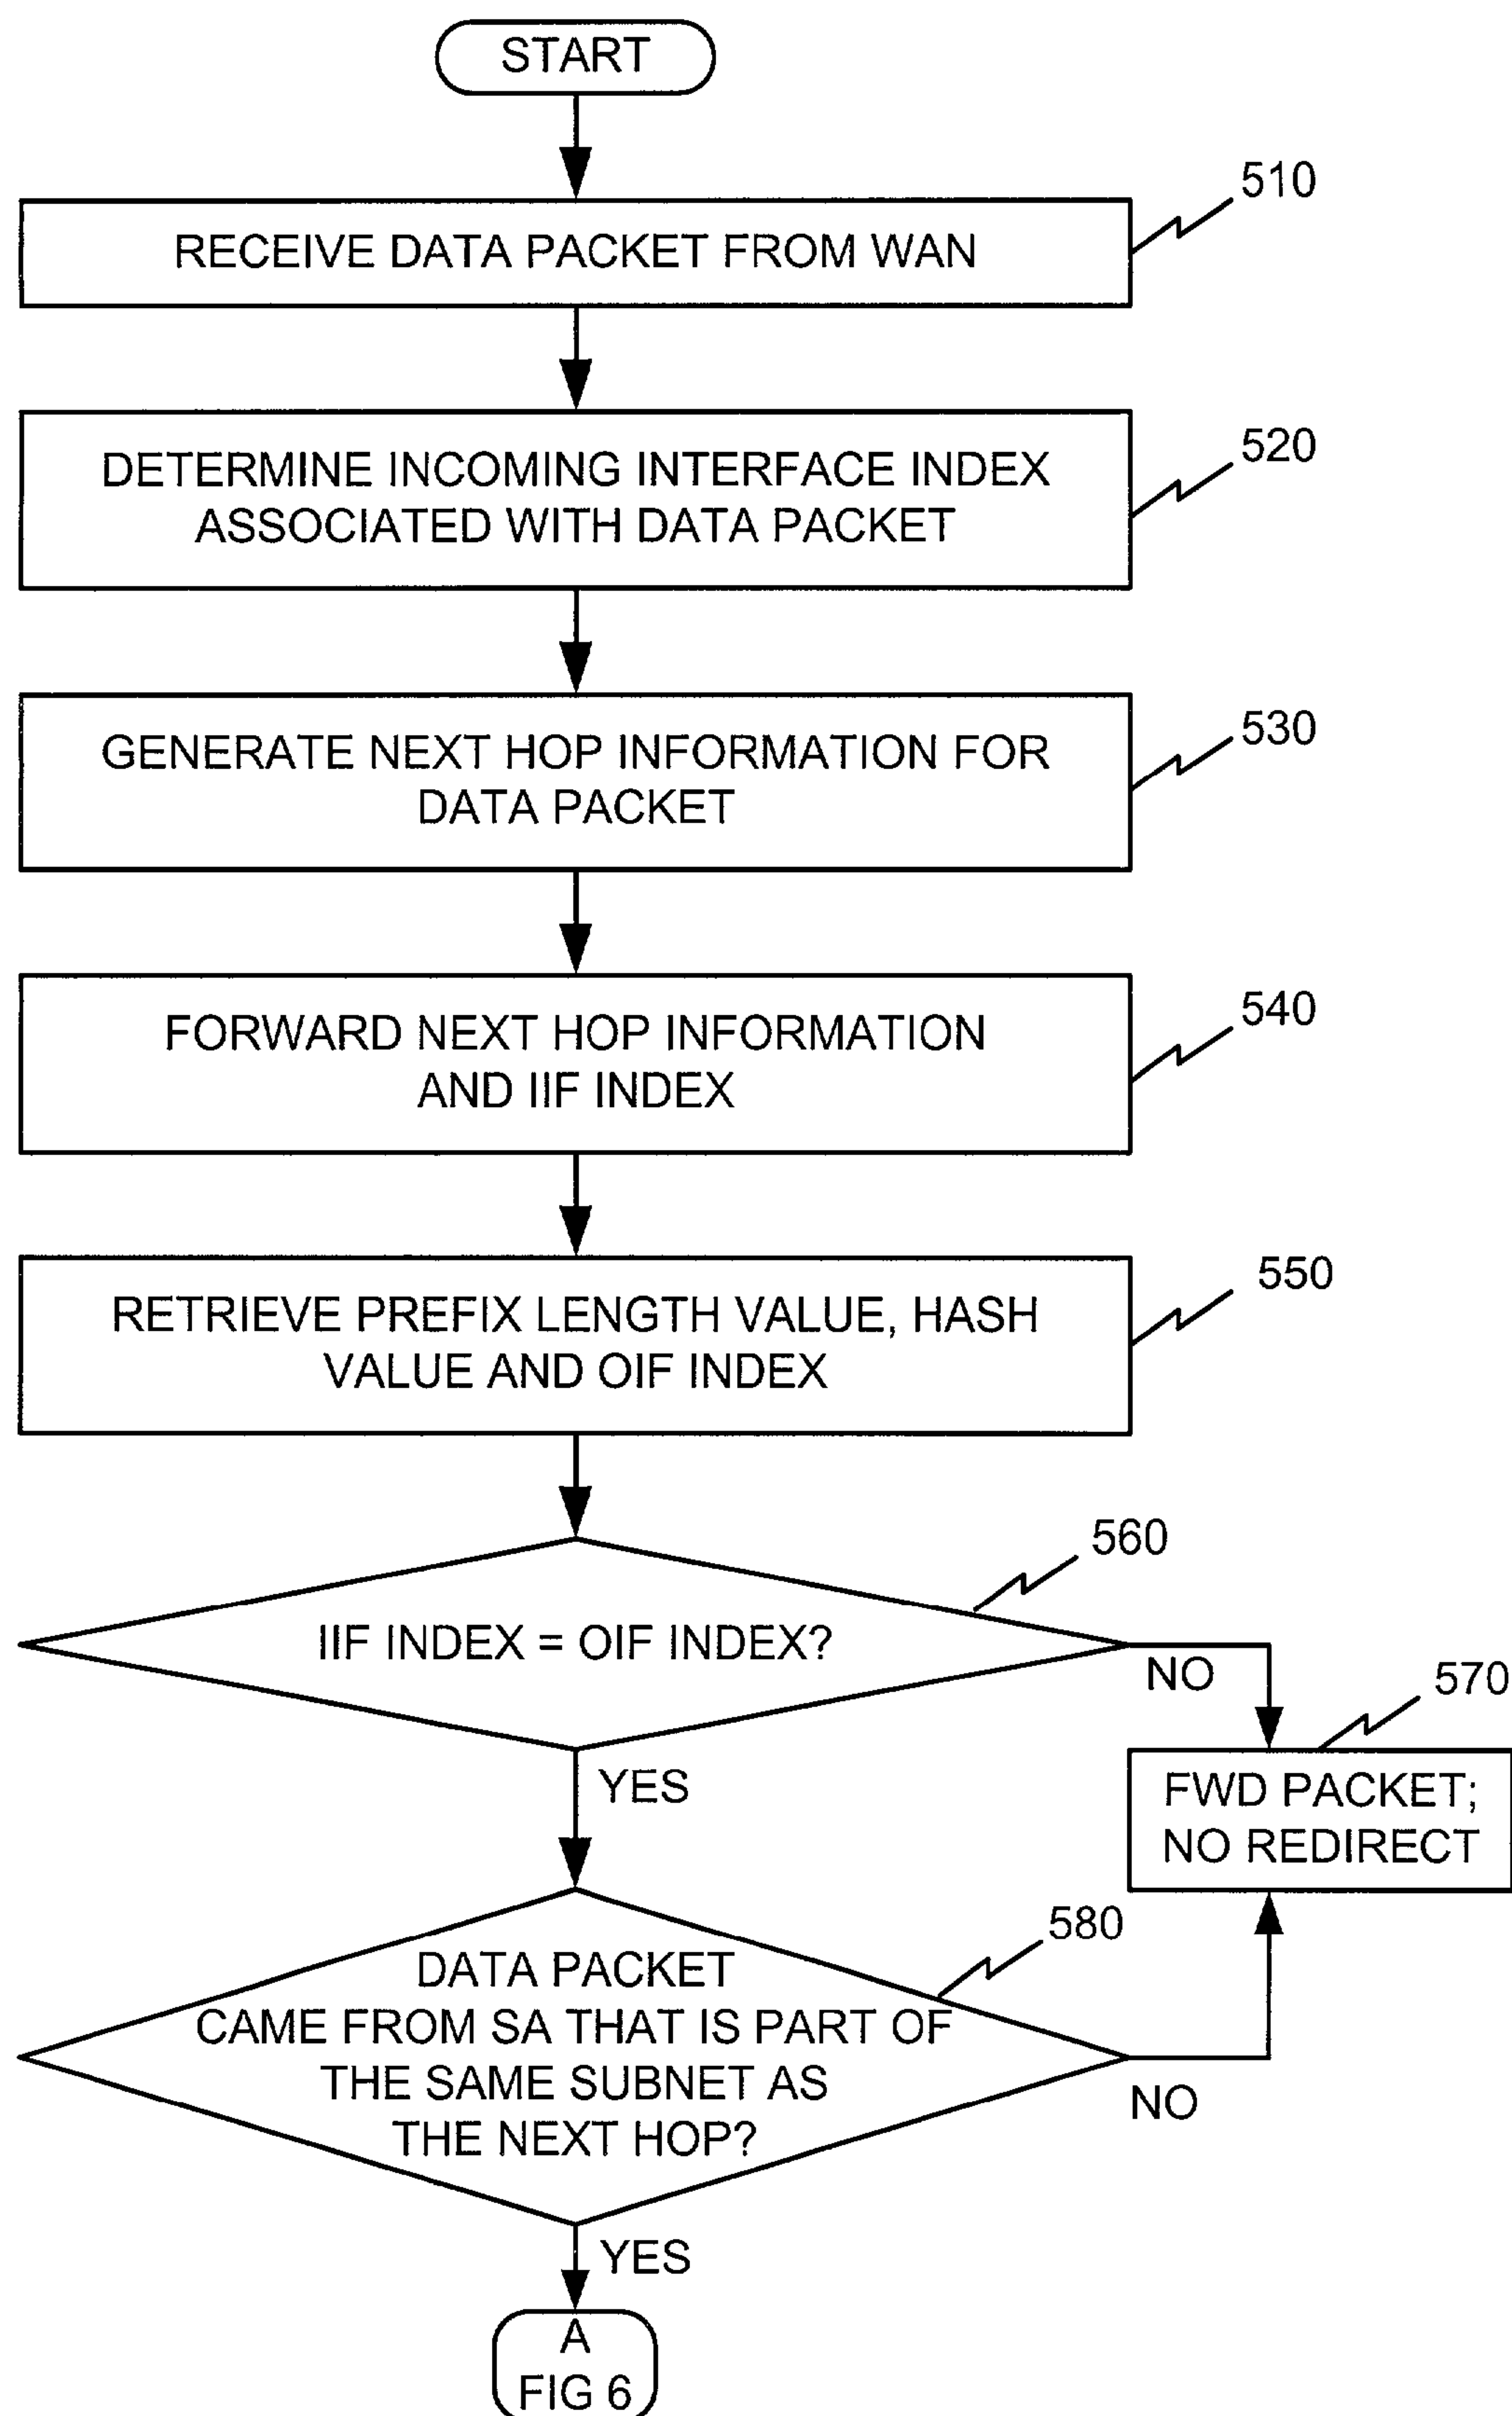 START
510
RECEIVE DATA PACKET FROM WAN
520
DETERMINE INCOMING INTERFACE INDEX
ASSOCIATED WITH DATA PACKET
530
GENERATE NEXT HOP INFORMATION FOR
DATA PACKET
540
FORWARD NEXT HOP INFORMATION
AND IIF INDEX
550
RETRIEVE PREFIX LENGTH VALUE, HASH
VALUE AND OIF INDEX
560
IIF INDEX = OIF INDEX?
NO
570
YES
FWD PACKET;
NO REDIRECT
580
DATA PACKET
CAME FROM SA THAT IS PART OF
THE SAME SUBNET AS
THE NEXT HOP?
NO
YES
A
FIG 6